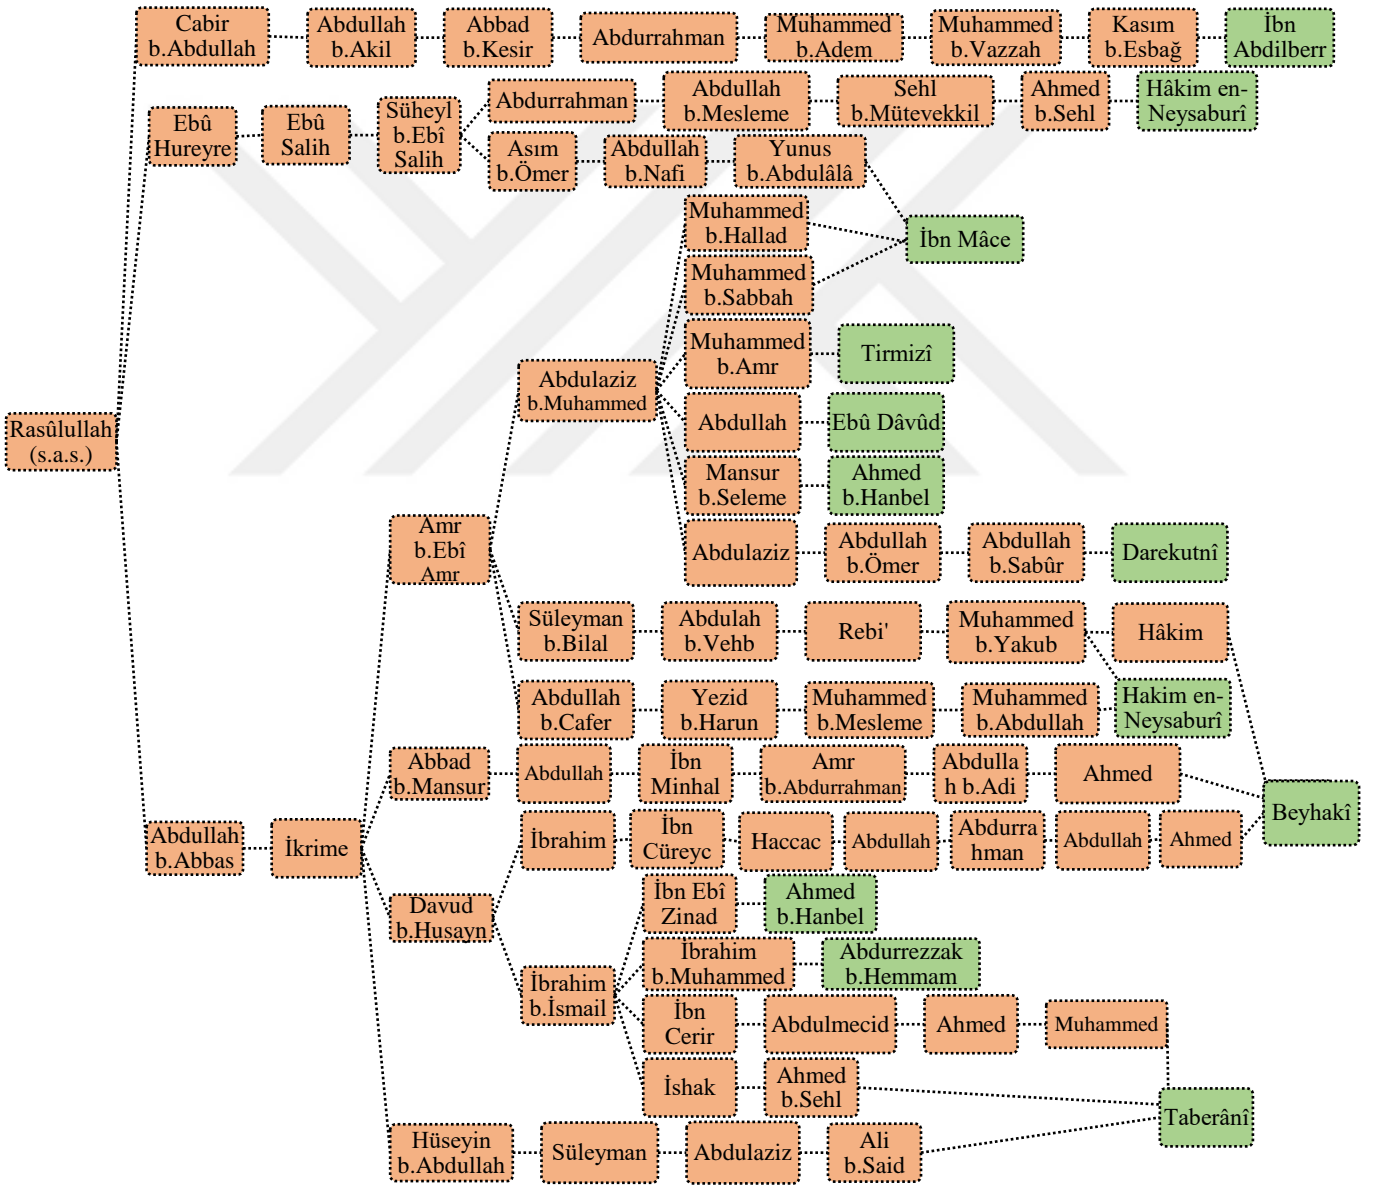 Cabir
b.Abdullah
Abdullah
b.Akil
Abbad
b.Kesir
Abdurrahman
Muhammed
b.Adem
Muhammed
b.Vazzah
Kasım
b.Esbağ
İbn
Abdilberr
Ebû
Hureyre
Ebû
Salih
Süheyl
b.Ebî
Salih
Abdurrahman
Abdullah
b.Mesleme
Sehl
b.Mütevekkil
Ahmed
b.Sehl
Hâkim en-
Neysaburî
Asım
b.Ömer
Abdullah
b.Nafi
Yunus
b.Abdulâlâ
Muhammed
b.Hallad
İbn Mâce
Muhammed
b.Sabbah
Muhammed
b.Amr
Tirmizî
Abdulaziz
b.Muhammed
Abdullah
Ebû Dâvûd
Rasûlullah
(s.a.s.)
Mansur
b.Seleme
Ahmed
b.Hanbel
Amr
b.Ebî
Amr
Abdulaziz
Abdullah
b.Ömer
Abdullah
b.Sabûr
Darekutnî
Süleyman
b.Bilal
Abdulah
b.Vehb
Rebi'
Muhammed
b.Yakub
Hâkim
Abdullah
b.Cafer
Yezid
b.Harun
Muhammed
b.Mesleme
Muhammed
b.Abdullah
Hakim en-
Neysaburî
Abbad
b.Mansur
Abdullah
İbn
Minhal
Amr
b.Abdurrahman
Abdulla
h b.Adi
Ahmed
Beyhakî
Abdullah
b.Abbas
İkrime
İbrahim
İbn
Cüreyc
Haccac
Abdullah
Abdurra
hman
Abdullah
Ahmed
Davud
b.Husayn
İbn Ebî
Zinad
Ahmed
b.Hanbel
İbrahim
b.Muhammed
Abdurrezzak
b.Hemmam
İbrahim
b.İsmail
İbn
Cerir
Abdulmecid
Ahmed
Muhammed
İshak
Ahmed
b.Sehl
Taberânî
Hüseyin
b.Abdullah
Süleyman
Abdulaziz
Ali
b.Said